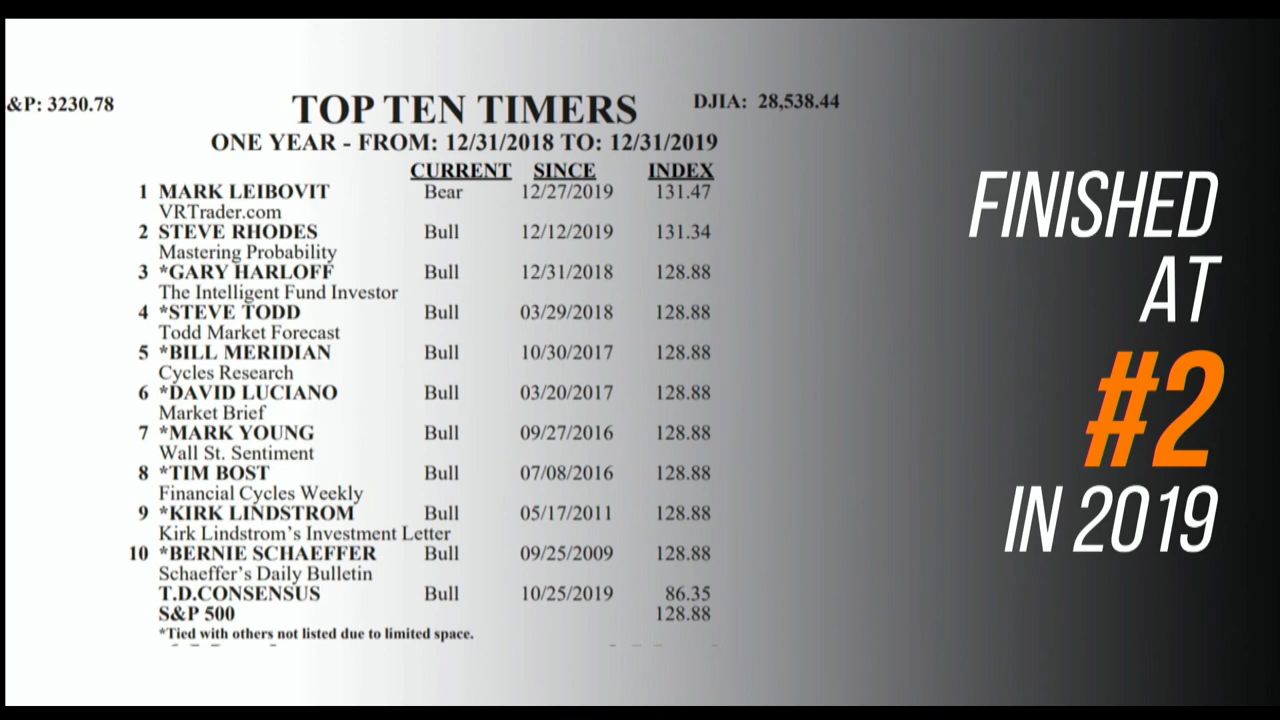 &P: 3230.78
TOP TEN TIMERS
DJIA: 28,538.44
ONE YEAR - FROM: 12/31/2018 TO: 12/31/2019
CURRENT SINCE INDEX
1 MARK LEIBOVIT Bear 12/27/2019 131.47
VRTrader.com
2 STEVE RHODES Bull 12/12/2019 131.34
Mastering Probability
3 *GARY HARLOFF Bull 12/31/2018 128.88
The Intelligent Fund Investor
4 *STEVE TODD Bull 03/29/2018 128.88
Todd Market Forecast
5 *BILL MERIDIAN Bull 10/30/2017 128.88
Cycles Research
6 *DAVID LUCIANO Bull 03/20/2017 128.88
Market Brief
7 *MARK YOUNG Bull 09/27/2016 128.88
Wall St. Sentiment
8 *TIM BOST Bull 07/08/2016 128.88
Financial Cycles Weekly
9 *KIRK LINDSTROM Bull 05/17/2011 128.88
Kirk Lindstrom's Investment Letter
10 *BERNIE SCHAEFFER Bull 09/25/2009 128.88
Schaeffer's Daily Bulletin
T.D.CONSENSUS Bull 10/25/2019 86.35
S&P 500 128.88
*Tied with others not listed due to limited space.
FINISHED
AT
#2
IN 2019